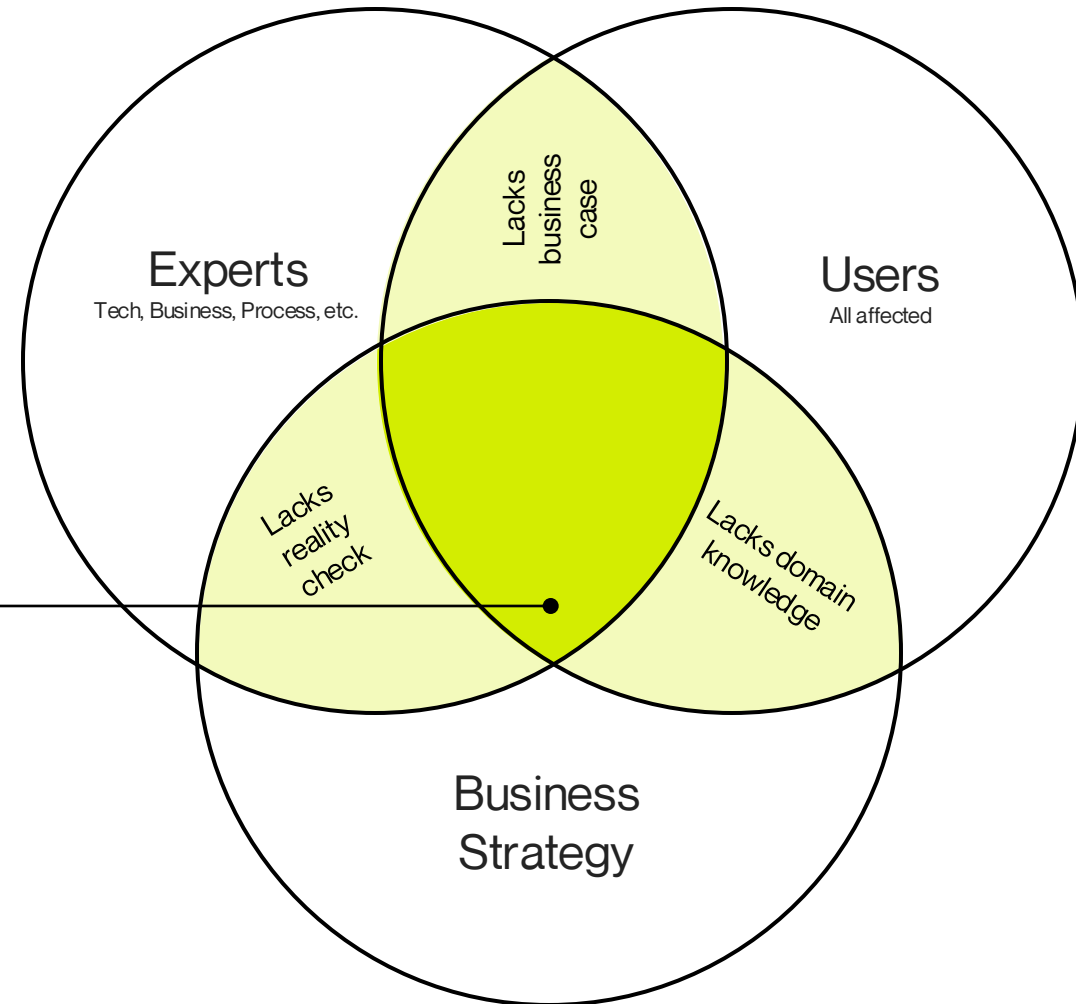 Lacks
business
case
Experts
Tech, Business, Process, etc.
Users
All affected
Lacks
reality
check
Lacks domain
knowledge
Business
Strategy